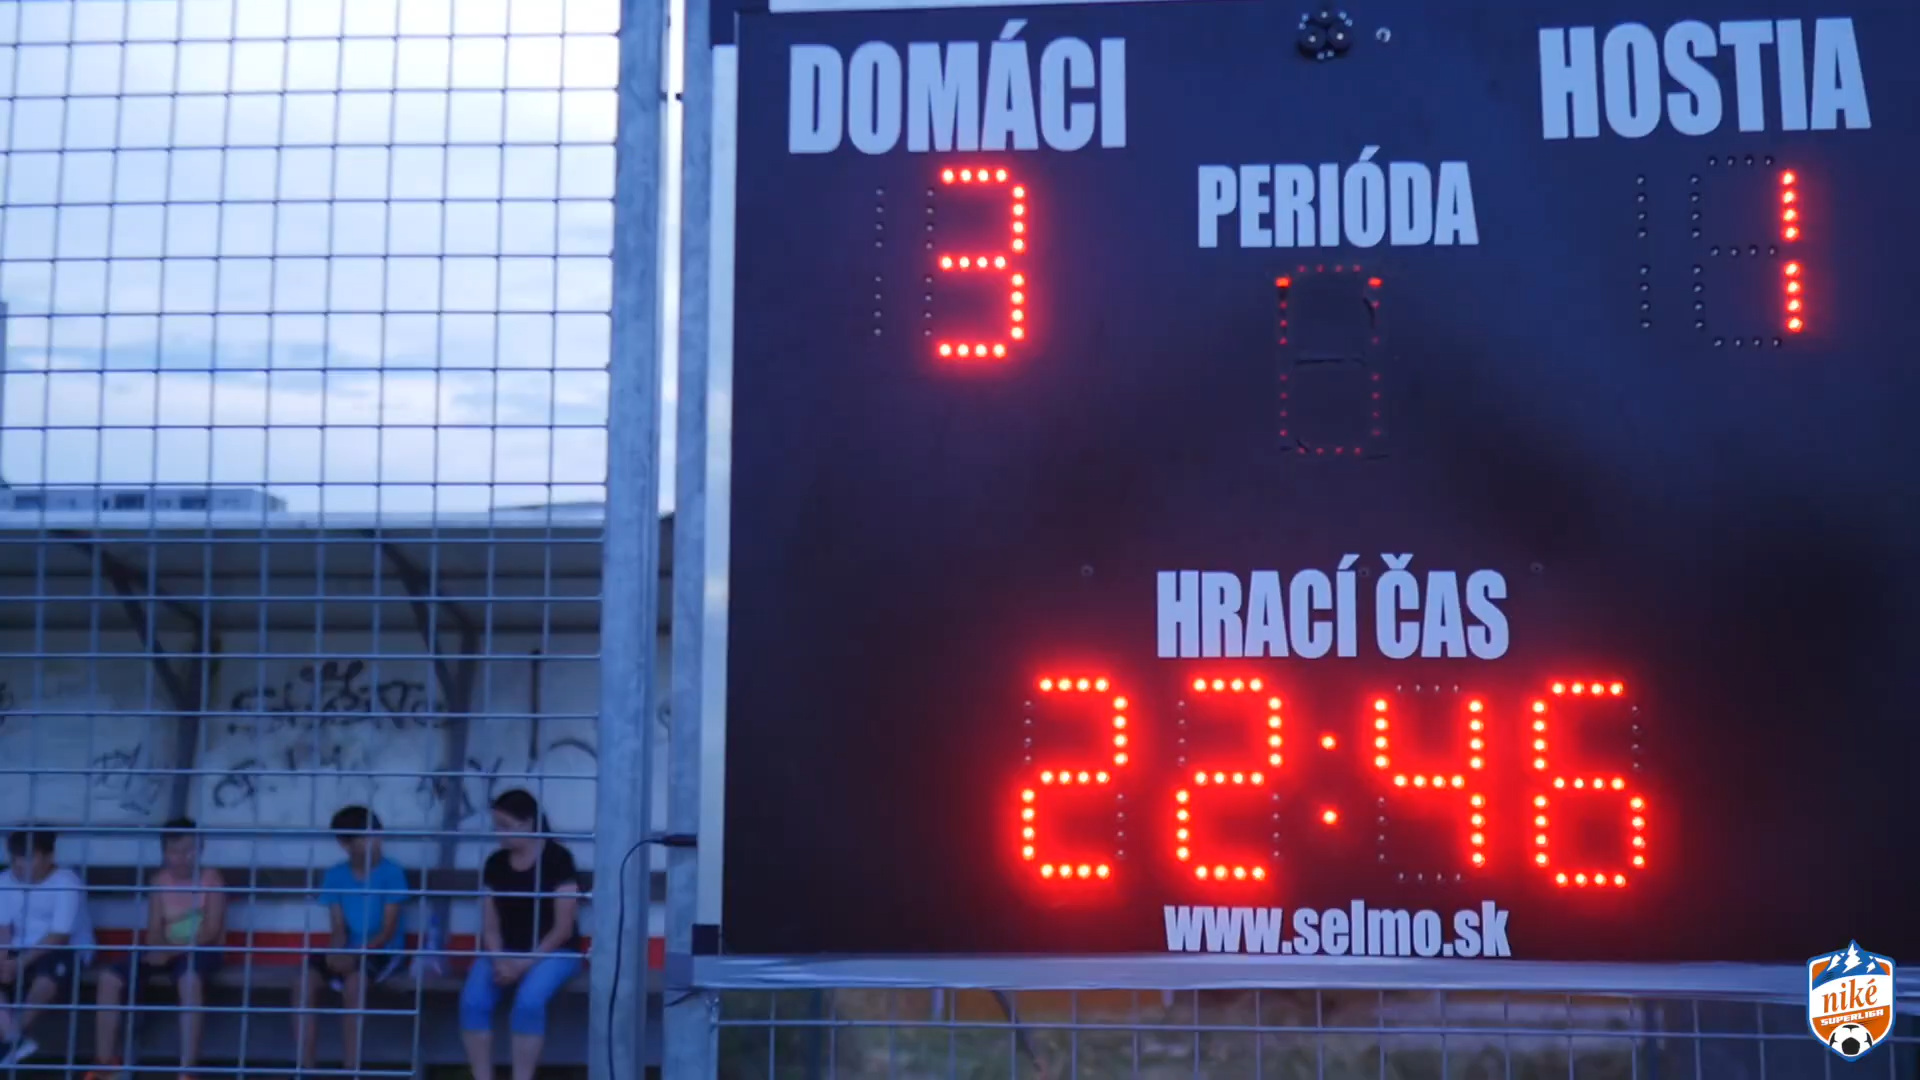 DOMÁCI
HOSTIA
3
PERIÓDA
1
HRACÍ ČAS
22:46
www.selmo.sk
niké
SUPERLIGA